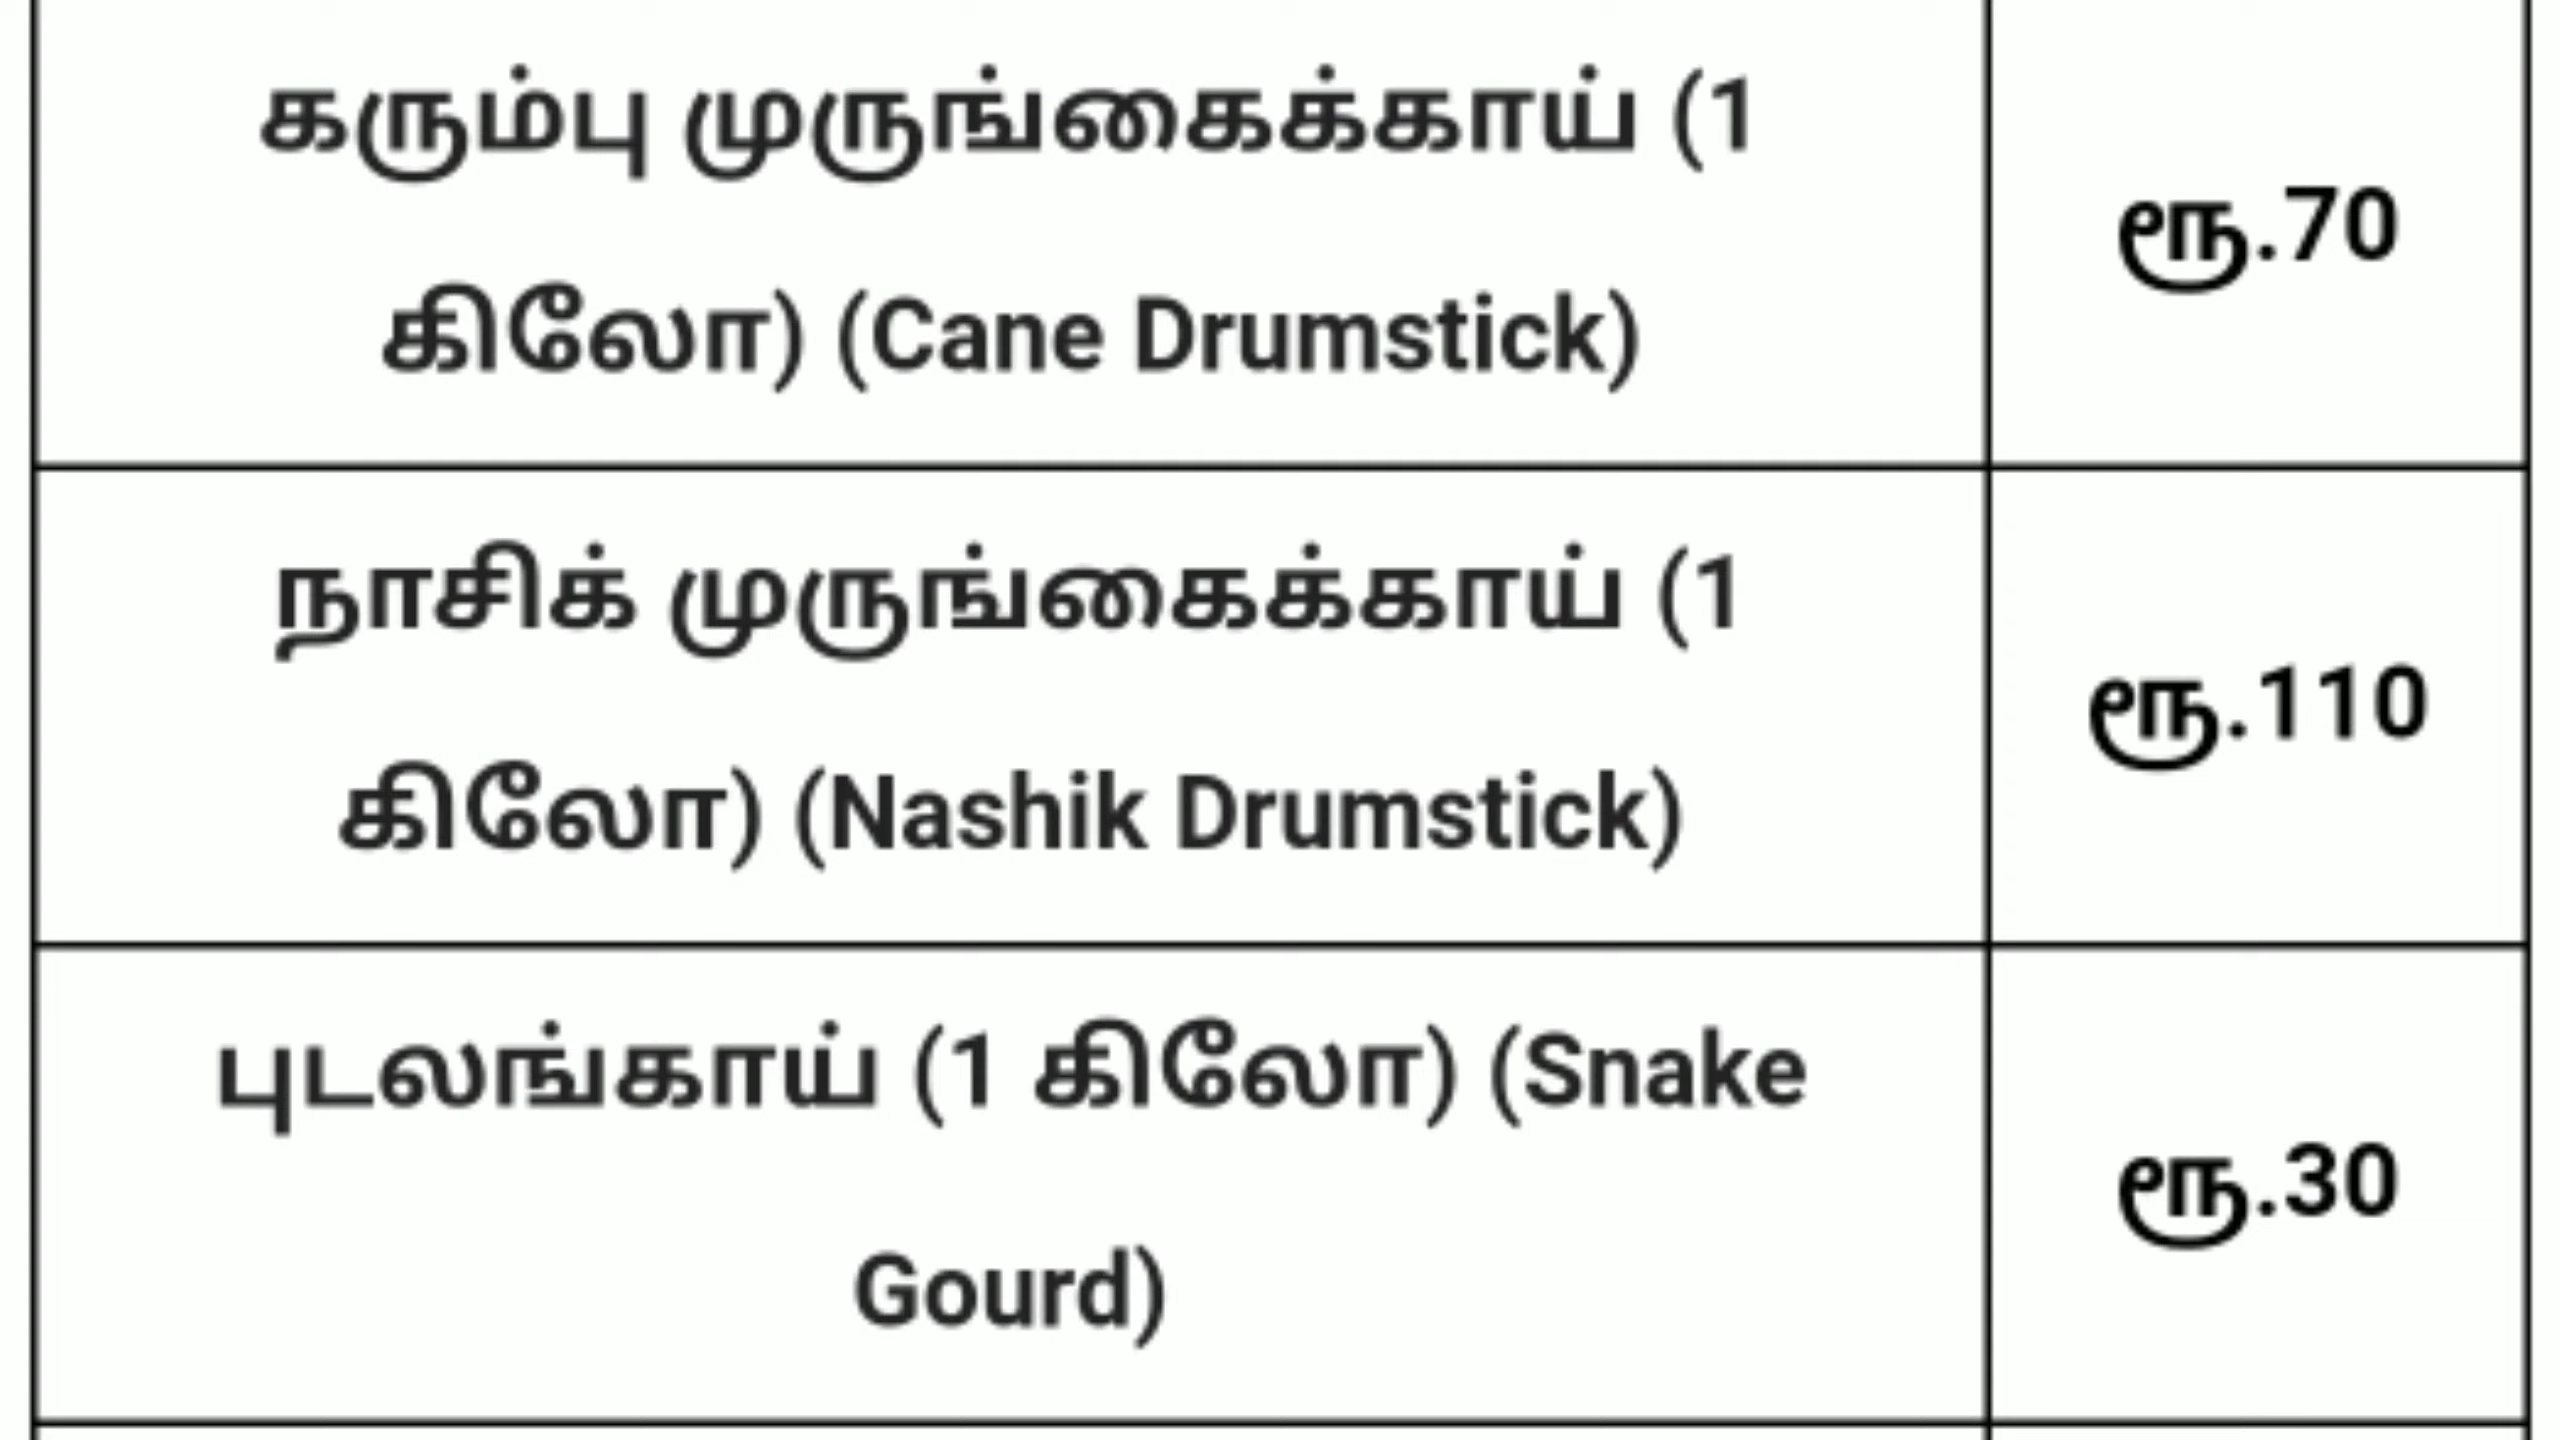 கரும்பு முருங்கைக்காய் (1
கிலோ) (Cane Drumstick)
ரூ.70
நாசிக் முருங்கைக்காய் (1
கிலோ) (Nashik Drumstick)
ரூ.110
புடலங்காய் (1 கிலோ) (Snake
Gourd)
ரூ.30